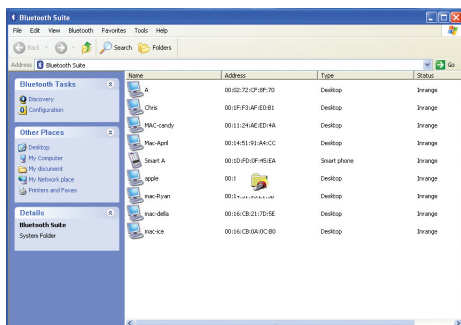 Bluetooth Suite
File Edit View Bluetooth Favorites Tools Help
Back Search Folders
Address Bluetooth Suite Go
Name Address Type Status
Bluetooth Tasks
Discovery
Configuration
Other Places
Desktop
My Computer
My document
My Network place
Printers and Faxes
Details
Bluetooth Suite
System Folder
A 00:02:72:CF:8F:70 Desktop Inrange
Chris 00:1F:F3:AF:ED:B1 Desktop Inrange
MAC-candy 00:11:24:AE:ED:4A Desktop Inrange
Mac-April 00:14:51:91:A4:CC Desktop Inrange
Smart A 00:1D:FD:0F:45:EA Smart phone Inrange
apple 00:1 Desktop Inrange
mac-Ryan Desktop Inrange
mac-della 00:16:CB:21:7D:5E Desktop Inrange
mac-ice 00:16:CB:0A:0C:B0 Desktop Inrange